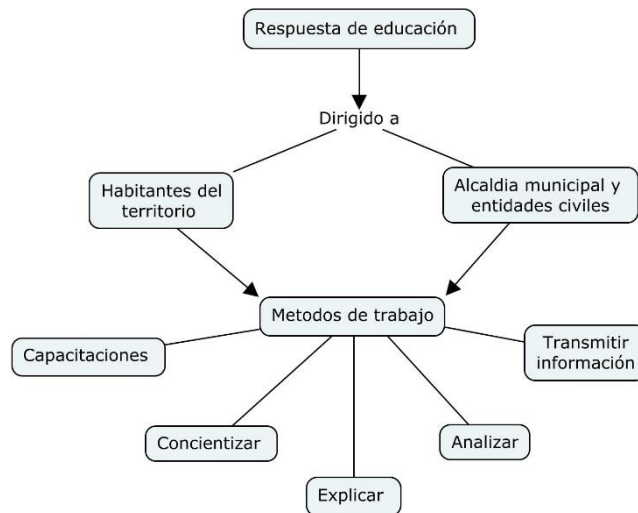 Respuesta de educación
Dirigido a
Habitantes del
territorio
Alcaldia municipal y
entidades civiles
Metodos de trabajo
Capacitaciones
Transmitir
información
Concientizar
Analizar
Explicar